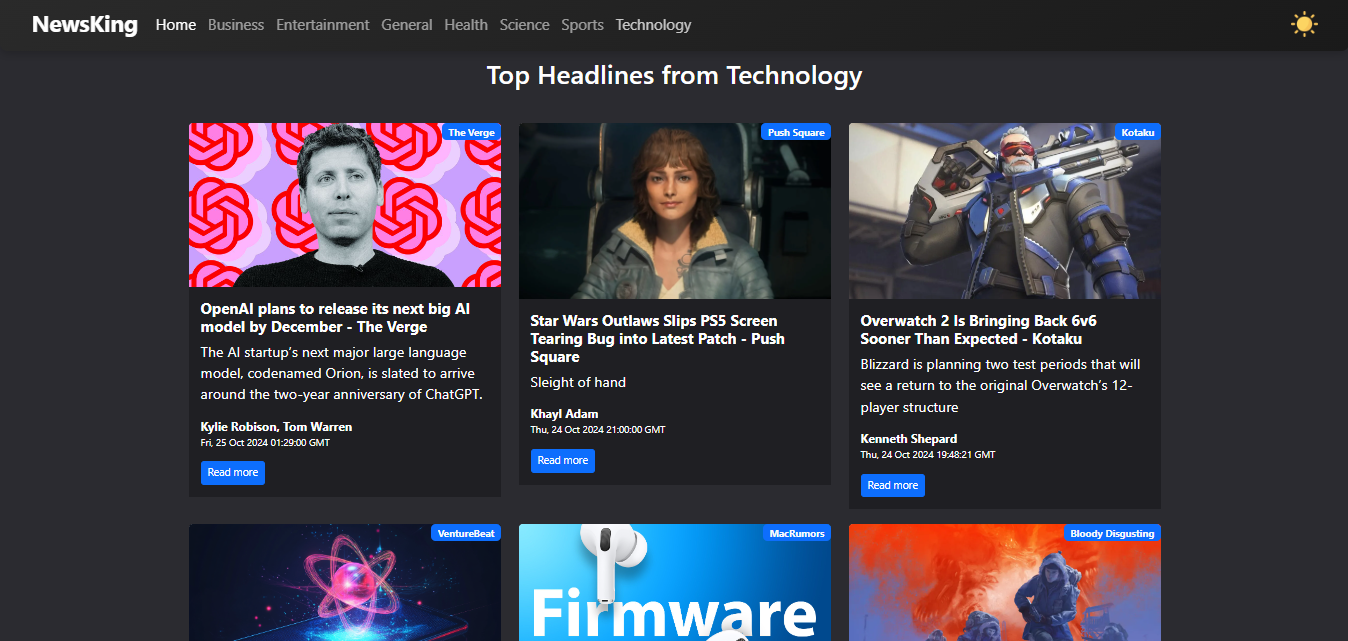 NewsKing Home Business Entertainment General Health Science Sports Technology
Top Headlines from Technology
The Verge
OpenAI plans to release its next big AI
model by December - The Verge
The AI startup’s next major large language
model, codenamed Orion, is slated to arrive
around the two-year anniversary of ChatGPT.
Kylie Robison, Tom Warren
Fri, 25 Oct 2024 01:29:00 GMT
Read more
Push Square
Star Wars Outlaws Slips PS5 Screen
Tearing Bug into Latest Patch - Push
Square
Sleight of hand
Khayl Adam
Thu, 24 Oct 2024 21:00:00 GMT
Read more
Kotaku
Overwatch 2 Is Bringing Back 6v6
Sooner Than Expected - Kotaku
Blizzard is planning two test periods that will
see a return to the original Overwatch’s 12-
player structure
Kenneth Shepard
Thu, 24 Oct 2024 19:48:21 GMT
Read more
VentureBeat
MacRumors
Firmware
Bloody Disgusting